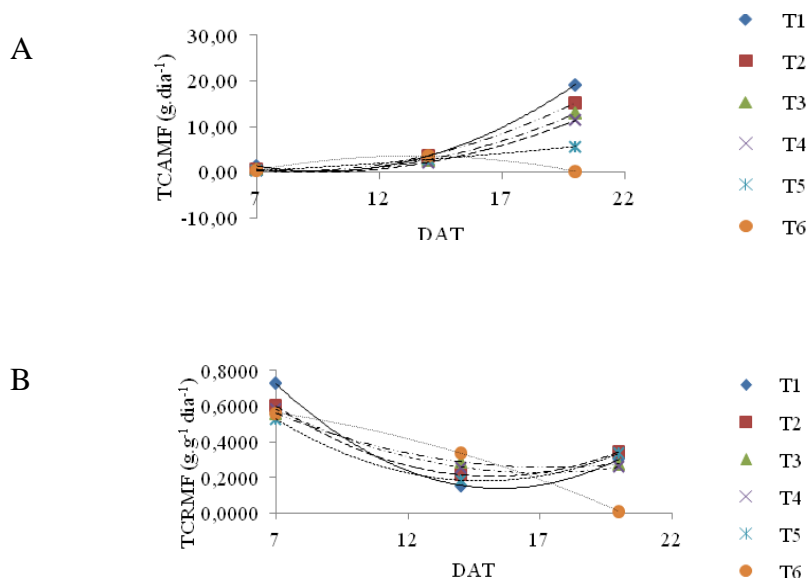 A
TCAMF (g.dia⁻¹)
30,00
20,00
10,00
0,00
-10,00
7
12
17
22
DAT
T1
T2
T3
T4
T5
T6
B
TCRMF (g.g⁻¹ dia⁻¹)
0,8000
0,6000
0,4000
0,2000
0,0000
7
12
17
22
DAT
T1
T2
T3
T4
T5
T6